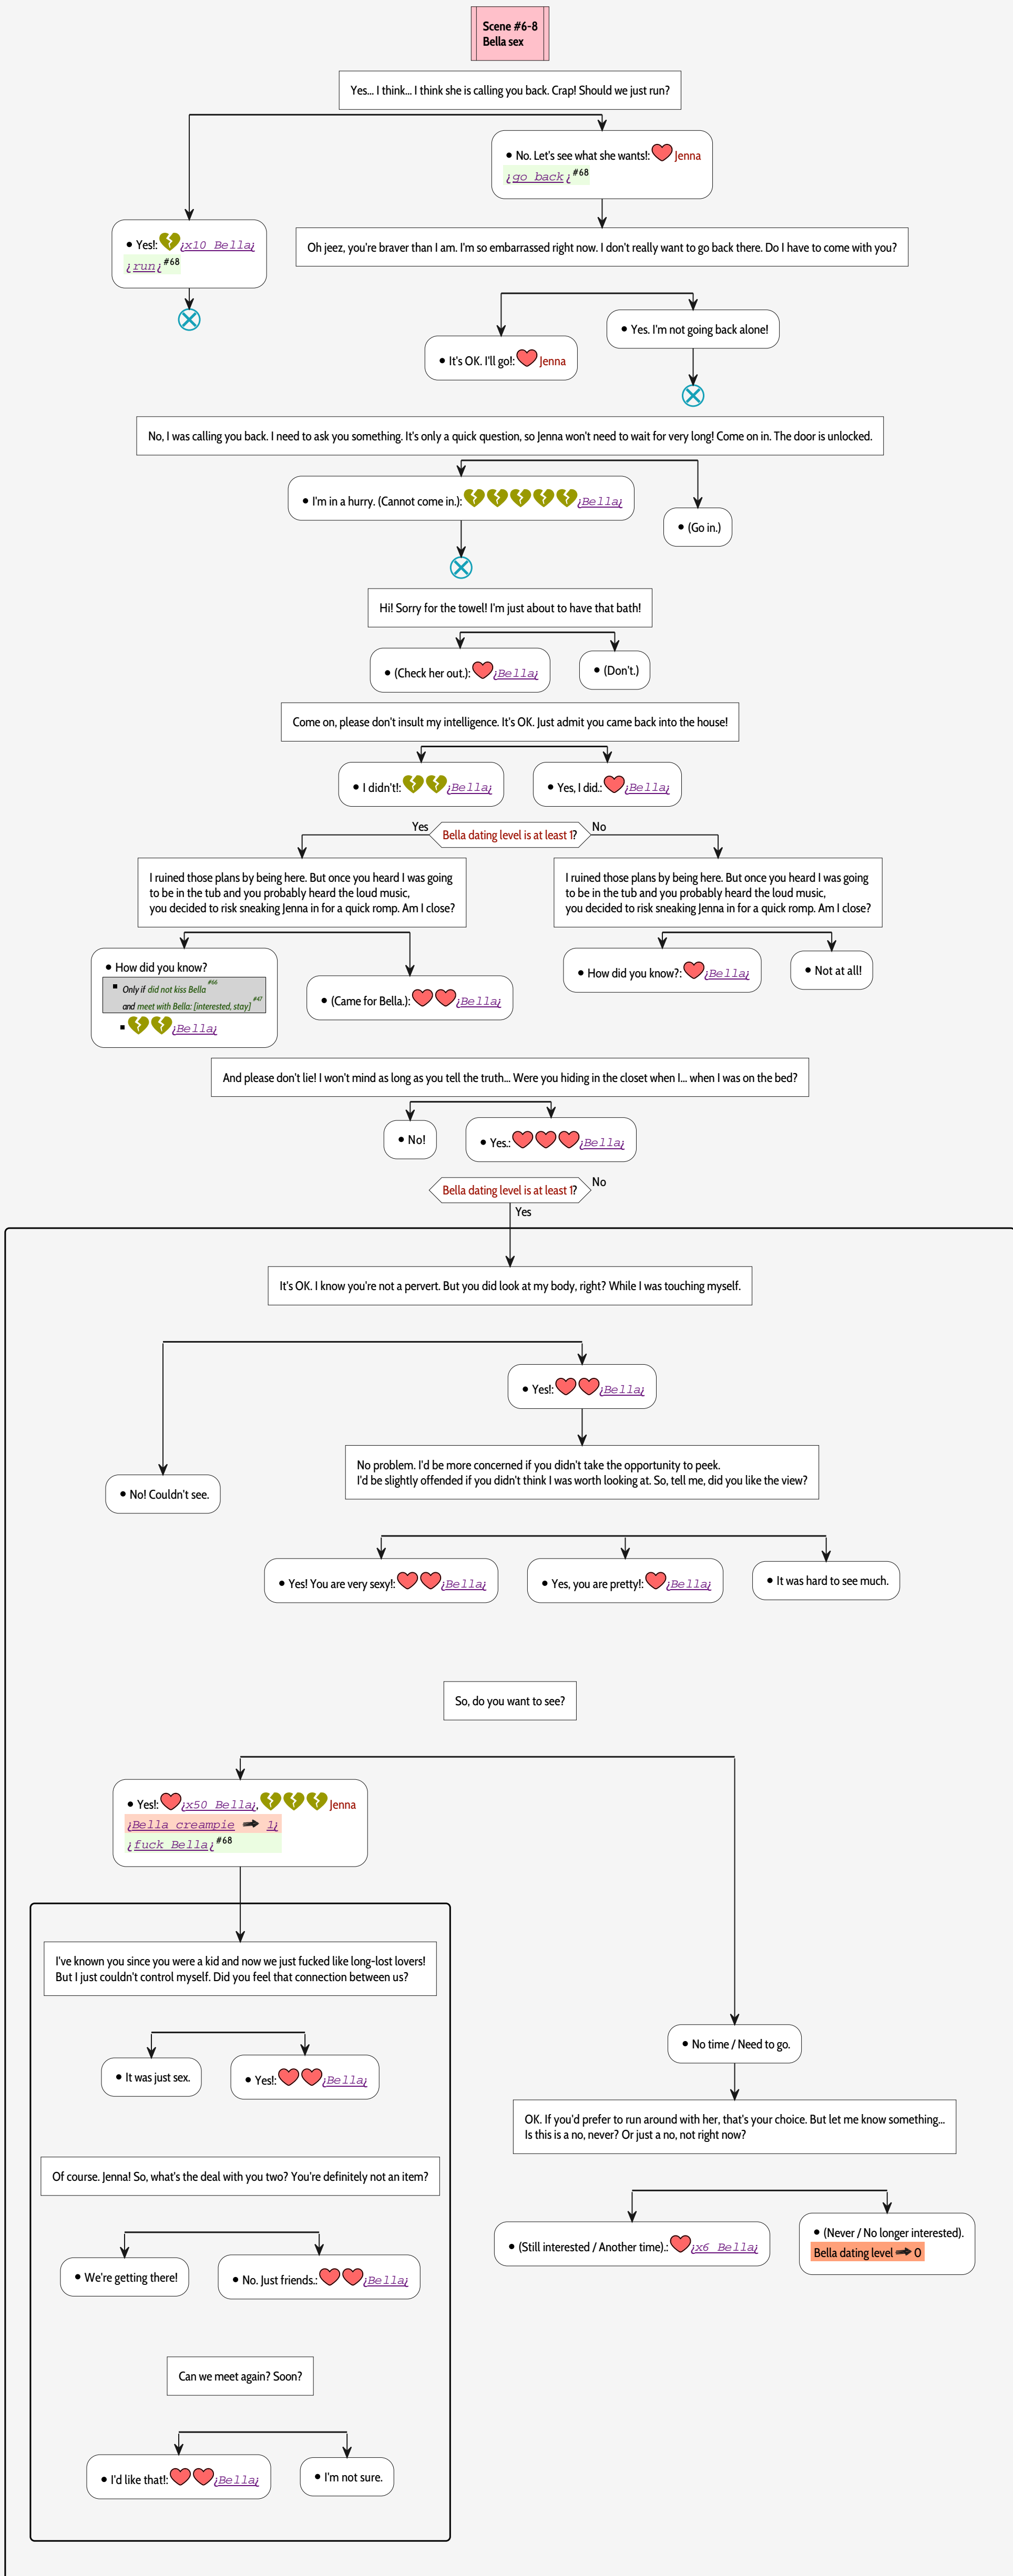 Scene #6-8
Bella sex
Yes... I think... I think she is calling you back. Crap! Should we just run?
• No. Let's see what she wants!: Jenna
¿go back¿ #68
• Yes!: ¿x10 Bella¿
¿run¿ #68
Oh jeez, you're braver than I am. I'm so embarrassed right now. I don't really want to go back there. Do I have to come with you?
• Yes. I'm not going back alone!
• It's OK. I'll go!: Jenna
No, I was calling you back. I need to ask you something. It's only a quick question, so Jenna won't need to wait for very long! Come on in. The door is unlocked.
• I'm in a hurry. (Cannot come in.): ¿Bella¿
• (Go in.)
Hi! Sorry for the towel! I'm just about to have that bath!
• (Check her out.): ¿Bella¿
• (Don't.)
Come on, please don't insult my intelligence. It's OK. Just admit you came back into the house!
• I didn't!: ¿Bella¿
• Yes, I did.: ¿Bella¿
Yes
Bella dating level is at least 1?
No
I ruined those plans by being here. But once you heard I was going
to be in the tub and you probably heard the loud music,
you decided to risk sneaking Jenna in for a quick romp. Am I close?
I ruined those plans by being here. But once you heard I was going
to be in the tub and you probably heard the loud music,
you decided to risk sneaking Jenna in for a quick romp. Am I close?
• How did you know?
▪ Only if did not kiss Bella #66
and meet with Bella: [interested, stay] #47
▪ ¿Bella¿
• (Came for Bella.): ¿Bella¿
• How did you know?: ¿Bella¿
• Not at all!
And please don't lie! I won't mind as long as you tell the truth... Were you hiding in the closet when I... when I was on the bed?
• No!
• Yes.: ¿Bella¿
Bella dating level is at least 1?
No
Yes
It's OK. I know you're not a pervert. But you did look at my body, right? While I was touching myself.
• Yes!: ¿Bella¿
No problem. I'd be more concerned if you didn't take the opportunity to peek.
I'd be slightly offended if you didn't think I was worth looking at. So, tell me, did you like the view?
• No! Couldn't see.
• Yes! You are very sexy!: ¿Bella¿
• Yes, you are pretty!: ¿Bella¿
• It was hard to see much.
So, do you want to see?
• Yes!: ¿x50 Bella¿, Jenna
¿Bella creampie ➡ 1¿
¿fuck Bella¿ #68
I've known you since you were a kid and now we just fucked like long-lost lovers!
But I just couldn't control myself. Did you feel that connection between us?
• It was just sex.
• Yes!: ¿Bella¿
Of course. Jenna! So, what's the deal with you two? You're definitely not an item?
• We're getting there!
• No. Just friends.: ¿Bella¿
Can we meet again? Soon?
• I'd like that!: ¿Bella¿
• I'm not sure.
• No time / Need to go.
OK. If you'd prefer to run around with her, that's your choice. But let me know something...
Is this is a no, never? Or just a no, not right now?
• (Still interested / Another time).: ¿x6 Bella¿
• (Never / No longer interested).
Bella dating level ➡ 0